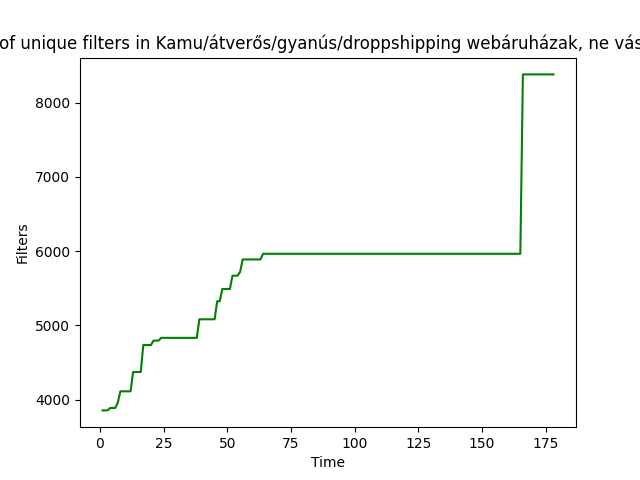 of unique filters in Kamu/átverős/gyanús/droppshipping webáruházak, ne vás
8000
7000
6000
5000
4000
Filters
0 25 50 75 100 125 150 175
Time